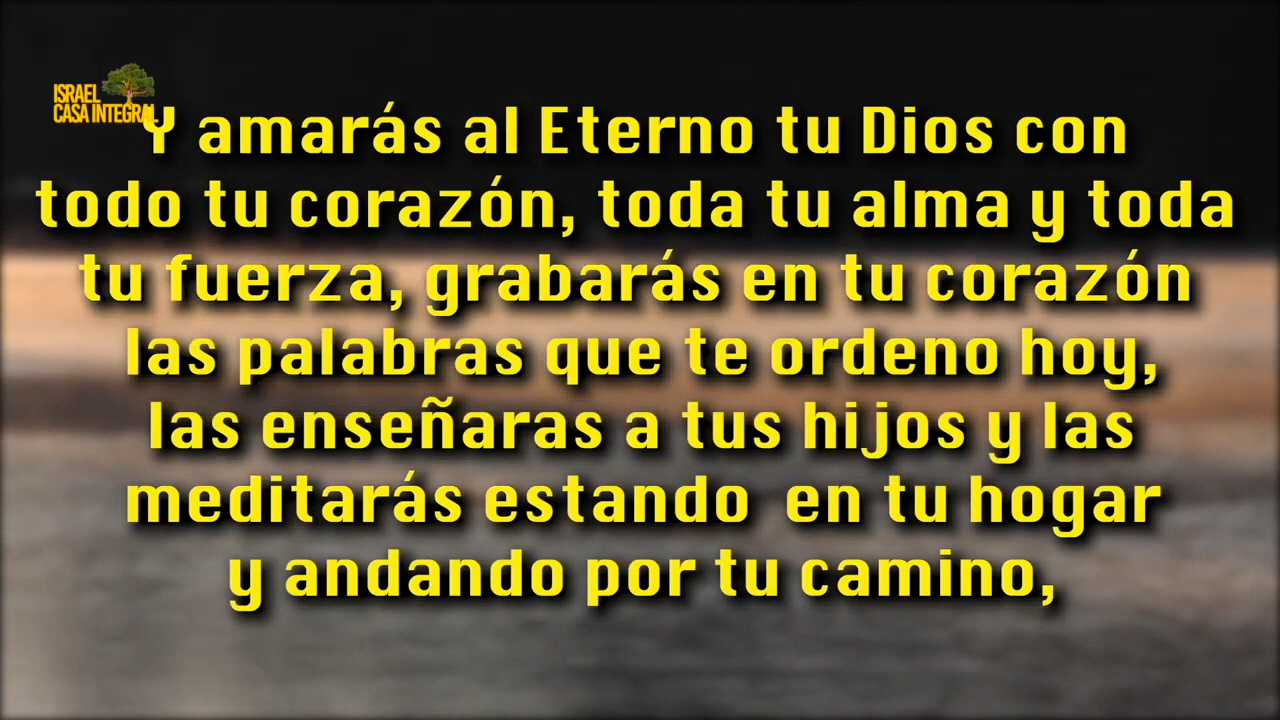 ISRAEL
CASA INTEGRAL
Y amarás al Eterno tu Dios con
todo tu corazón, toda tu alma y toda
tu fuerza, grabarás en tu corazón
las palabras que te ordeno hoy,
las enseñaras a tus hijos y las
meditarás estando  en tu hogar
y andando por tu camino,